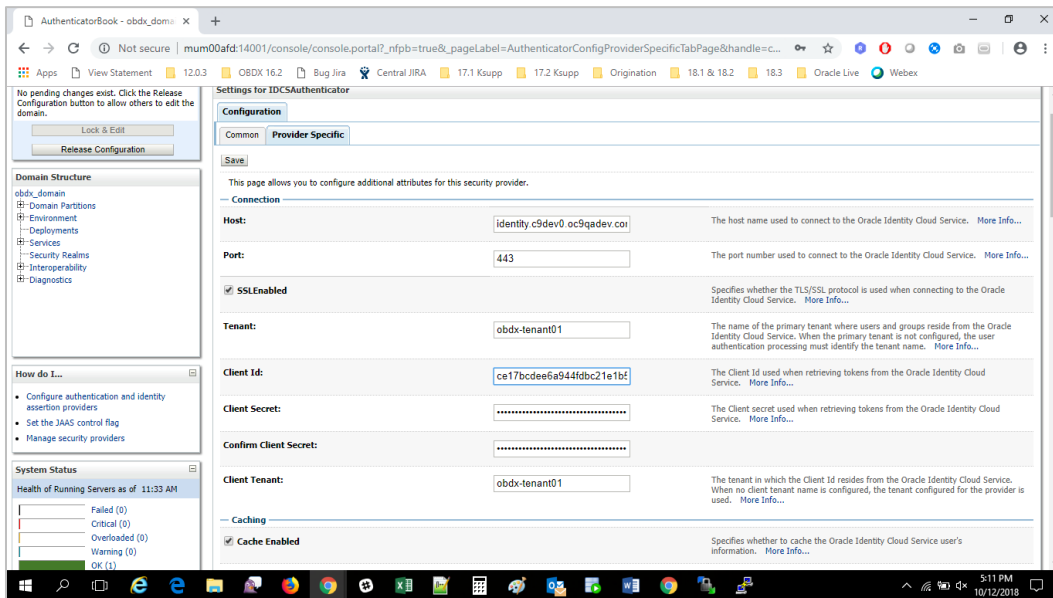 AuthenticatorBook - obdx_doma
Not secure | mum00afd:14001/console/console.portal?_nfpb=true&_pageLabel=AuthenticatorConfigProviderSpecificTabPage&handle=c...
Apps View Statement 12.0.3 OBDX 16.2 Bug Jira Central JIRA 17.1 Ksupp 17.2 Ksupp Origination 18.1 & 18.2 18.3 Oracle Live Webex
No pending changes exist. Click the Release
Configuration button to allow others to edit the
domain.
Lock & Edit
Release Configuration
Domain Structure
obdx_domain
Domain Partitions
Environment
Deployments
Services
Security Realms
Interoperability
Diagnostics
How do I...
Configure authentication and identity
assertion providers
Set the JAAS control flag
Manage security providers
System Status
Health of Running Servers as of 11:33 AM
Failed (0)
Critical (0)
Overloaded (0)
Warning (0)
OK (1)
Settings for IDCSAuthenticator
Configuration
Common Provider Specific
Save
This page allows you to configure additional attributes for this security provider.
Connection
Host:
identity.c9dev0.oc9qadev.con
The host name used to connect to the Oracle Identity Cloud Service. More Info...
Port:
443
The port number used to connect to the Oracle Identity Cloud Service. More Info...
SSLEnabled
Specifies whether the TLS/SSL protocol is used when connecting to the Oracle
Identity Cloud Service. More Info...
Tenant:
obdx-tenant01
The name of the primary tenant where users and groups reside from the Oracle
Identity Cloud Service. When the primary tenant is not configured, the user
authentication processing must identify the tenant name. More Info...
Client Id:
ce17bcdee6a944fdbc21e1b5
The Client Id used when retrieving tokens from the Oracle Identity Cloud
Service. More Info...
Client Secret:
The Client secret used when retrieving tokens from the Oracle Identity Cloud
Service. More Info...
Confirm Client Secret:
Client Tenant:
obdx-tenant01
The tenant in which the Client Id resides from the Oracle Identity Cloud Service.
When no client tenant name is configured, the tenant configured for the provider is
used. More Info...
Caching
Cache Enabled
Specifies whether to cache the Oracle Identity Cloud Service user's
information. More Info...
5:11 PM
10/12/2018